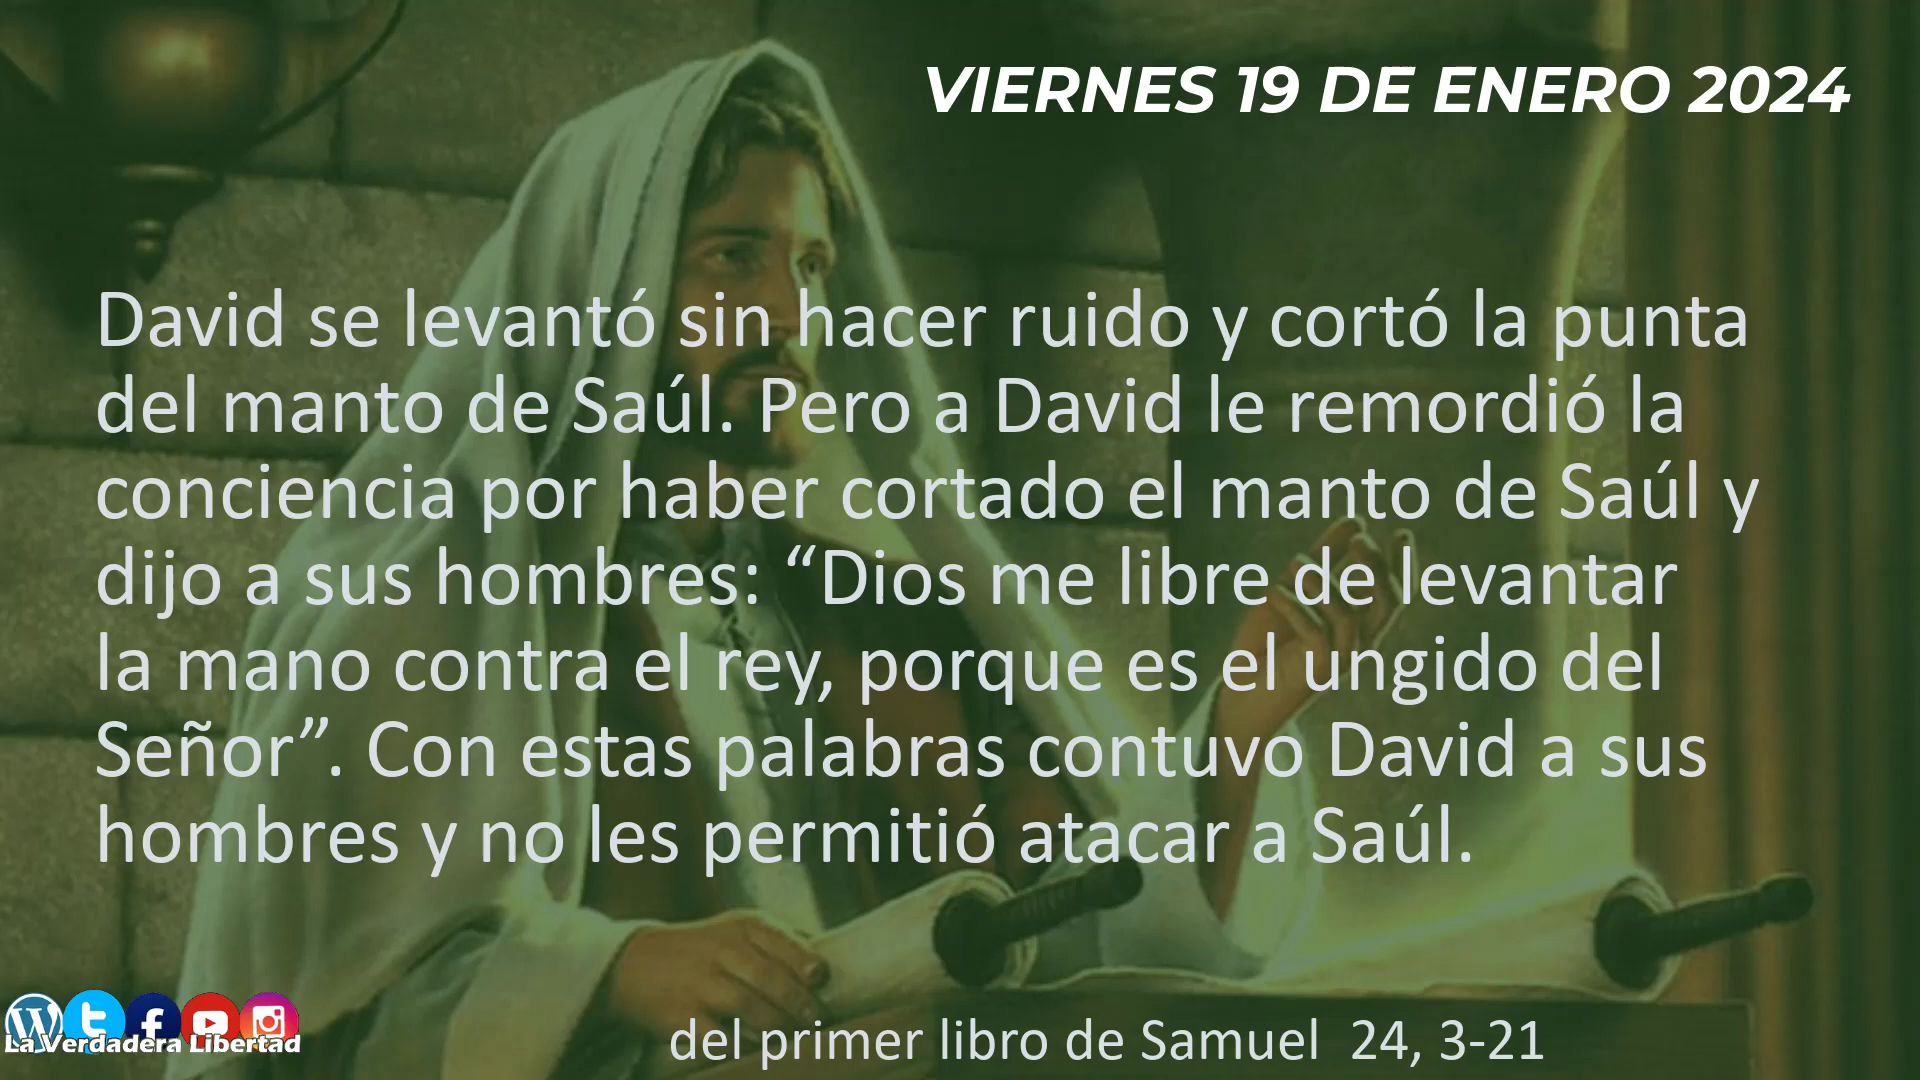 VIERNES 19 DE ENERO 2024
David se levantó sin hacer ruido y cortó la punta
del manto de Saúl. Pero a David le remordió la
conciencia por haber cortado el manto de Saúl y
dijo a sus hombres: “Dios me libre de levantar
la mano contra el rey, porque es el ungido del
Señor”. Con estas palabras contuvo David a sus
hombres y no les permitió atacar a Saúl.
La Verdadera Libertad
del primer libro de Samuel  24, 3-21